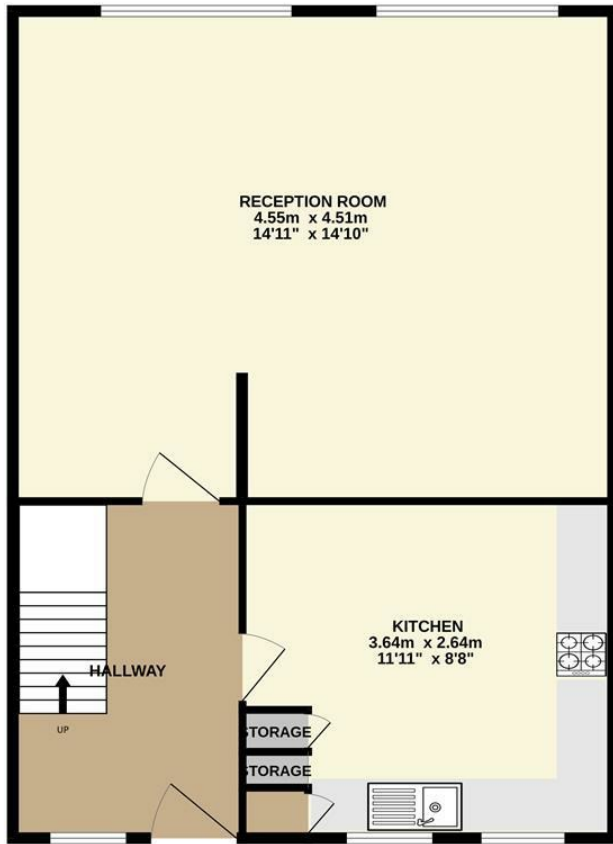 RECEPTION ROOM
4.55m x 4.51m
14'11" x 14'10"
KITCHEN
3.64m x 2.64m
11'11" x 8'8"
HALLWAY
UP
STORAGE
STORAGE